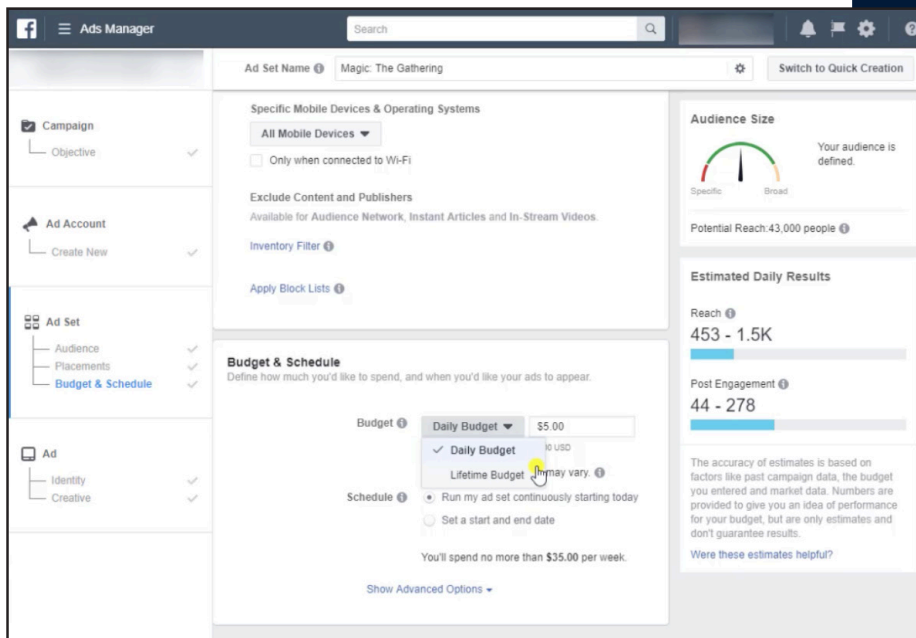 f Ads Manager
Search
Ad Set Name Magic: The Gathering
Switch to Quick Creation
Campaign
Objective
Ad Account
Create New
Ad Set
Audience
Placements
Budget & Schedule
Ad
Identity
Creative
Specific Mobile Devices & Operating Systems
All Mobile Devices
Only when connected to Wi-Fi
Exclude Content and Publishers
Available for Audience Network, Instant Articles and In-Stream Videos.
Inventory Filter
Apply Block Lists
Budget & Schedule
Define how much you'd like to spend, and when you'd like your ads to appear.
Budget Daily Budget $5.00
Daily Budget
USD
Lifetime Budget may vary.
Schedule Run my ad set continuously starting today
Set a start and end date
You'll spend no more than $35.00 per week.
Show Advanced Options
Audience Size
Your audience is
defined.
Specific Broad
Potential Reach:43,000 people
Estimated Daily Results
Reach
453 - 1.5K
Post Engagement
44 - 278
The accuracy of estimates is based on
factors like past campaign data, the budget
you entered and market data. Numbers are
provided to give you an idea of performance
for your budget, but are only estimates and
don't guarantee results.
Were these estimates helpful?